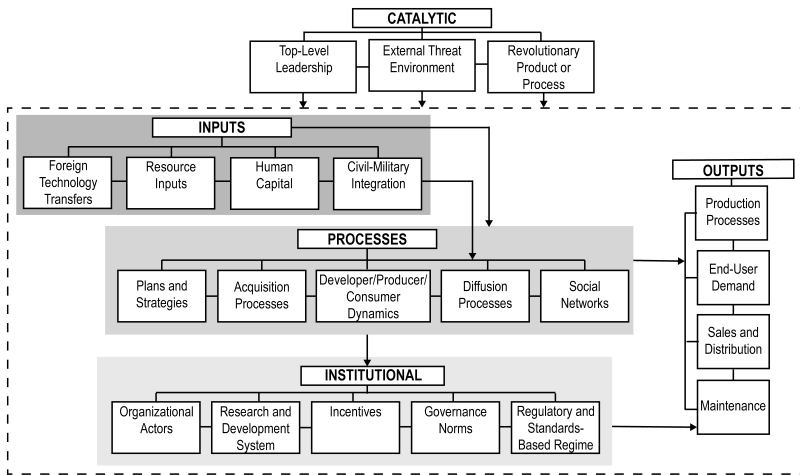 CATALYTIC
Top-Level
Leadership
External Threat
Environment
Revolutionary
Product or
Process
INPUTS
Foreign
Technology
Transfers
Resource
Inputs
Human
Capital
Civil-Military
Integration
OUTPUTS
Production
Processes
End-User
Demand
Sales and
Distribution
Maintenance
PROCESSES
Plans and
Strategies
Acquisition
Processes
Developer/Producer/
Consumer
Dynamics
Diffusion
Processes
Social
Networks
INSTITUTIONAL
Organizational
Actors
Research and
Development
System
Incentives
Governance
Norms
Regulatory and
Standards-
Based Regime